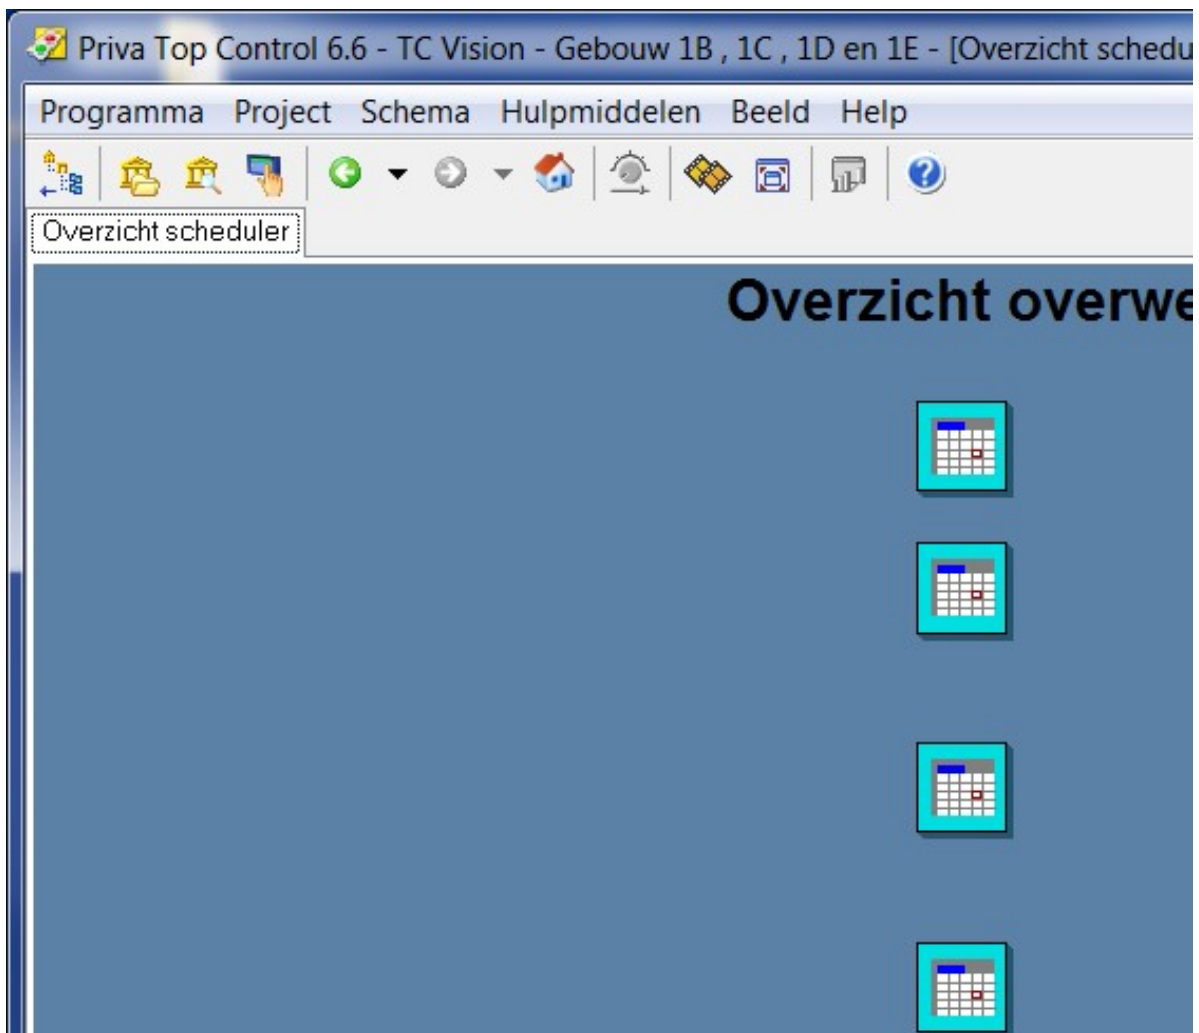 Priva Top Control 6.6 - TC Vision - Gebouw 1B , 1C , 1D en 1E - [Overzicht schedu
Programma Project Schema Hulpmiddelen Beeld Help
Overzicht scheduler
Overzicht overwe